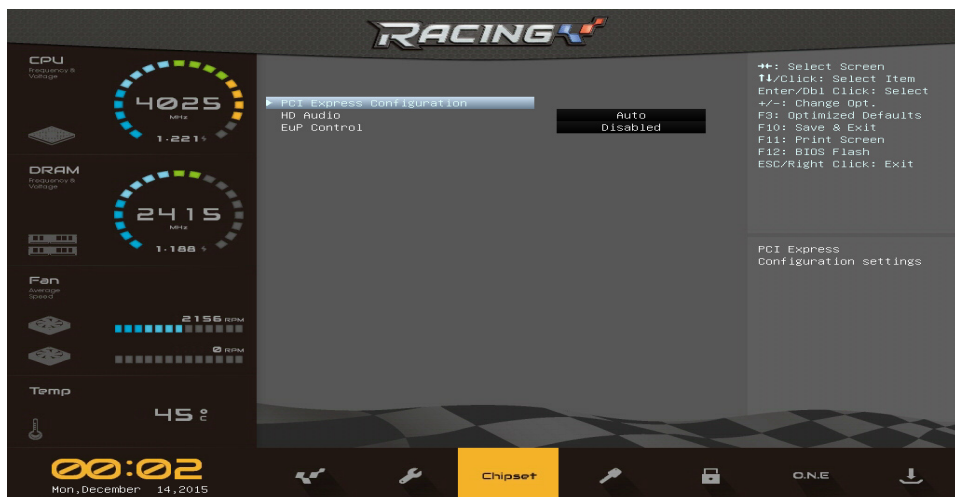 RACING
CPU
Frequency &
Voltage
4025
MHz
1.221
DRAM
Frequency &
Voltage
2415
MHz
1.188
Fan
Average
Speed
2156 RPM
0 RPM
Temp
45 °C
PCI Express Configuration
HD Audio Auto
EuP Control Disabled
→←: Select Screen
↑↓/Click: Select Item
Enter/Dbl Click: Select
+/-: Change Opt.
F3: Optimized Defaults
F10: Save & Exit
F11: Print Screen
F12: BIOS Flash
ESC/Right Click: Exit
PCI Express
Configuration settings
00:02
Mon,December 14,2015
Chipset
O.N.E